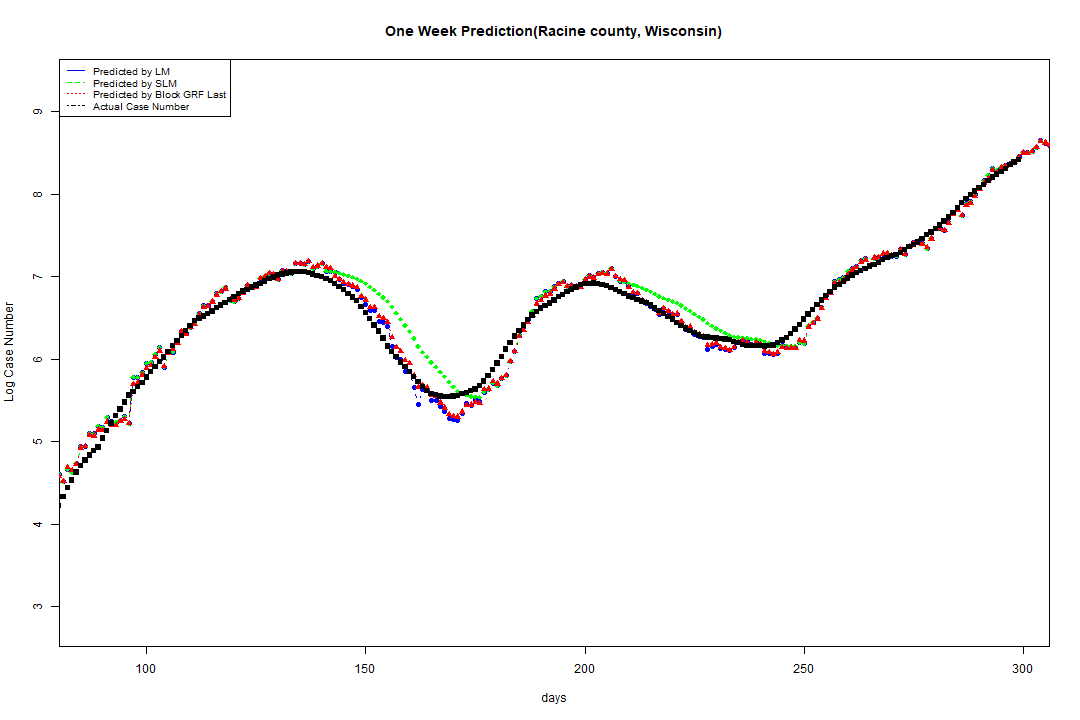 One Week Prediction(Racine county, Wisconsin)
Predicted by LM
Predicted by SLM
Predicted by Block GRF Last
Actual Case Number
9
8
7
6
5
4
3
Log Case Number
100 150 200 250 300
days